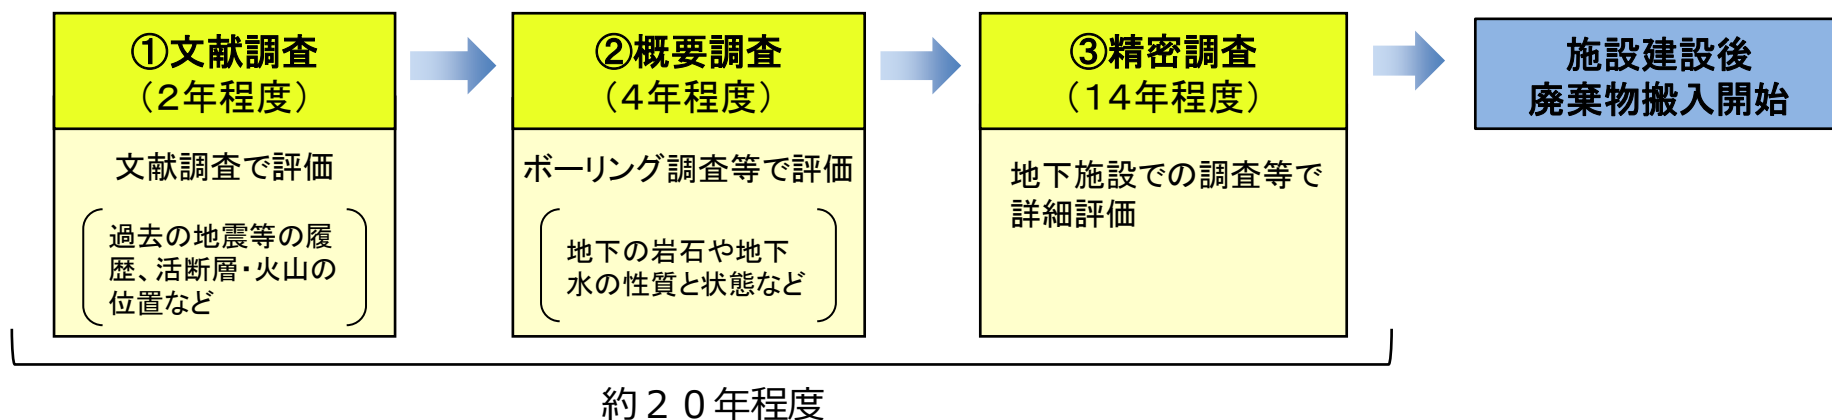 ①文献調査
（2年程度）
文献調査で評価
過去の地震等の履
歴、活断層・火山の
位置など
②概要調査
（4年程度）
ボーリング調査等で評価
地下の岩石や地下
水の性質と状態など
③精密調査
（14年程度）
地下施設での調査等で
詳細評価
施設建設後
廃棄物搬入開始
約２０年程度